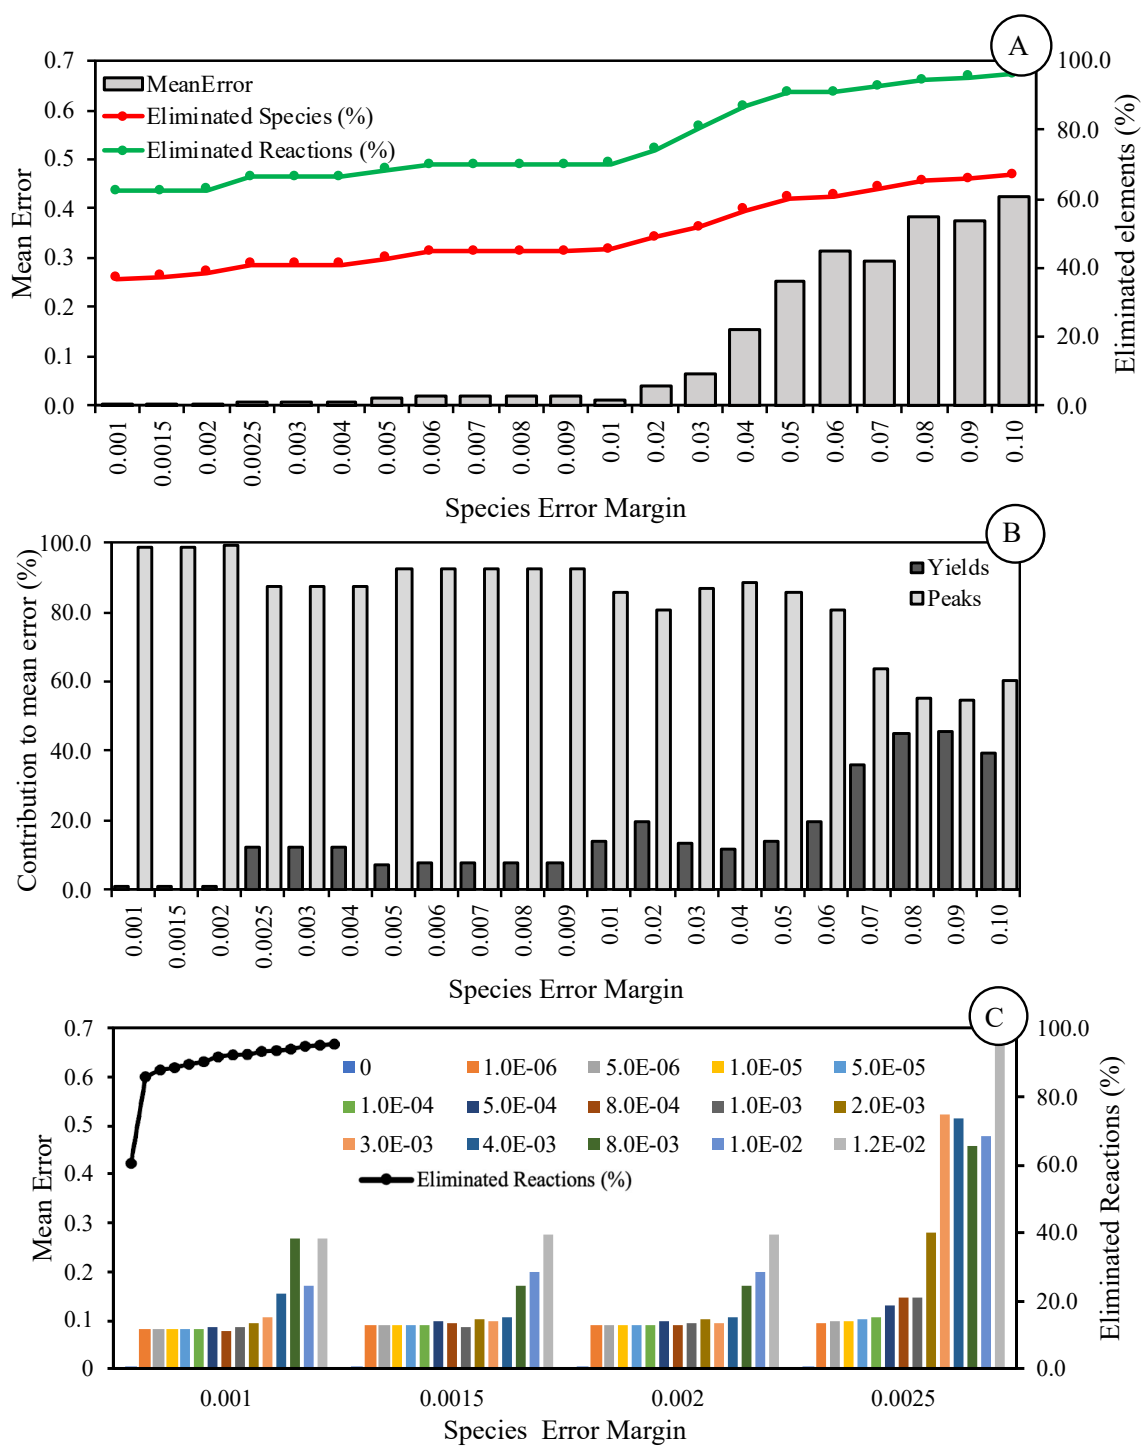 A
0.7
0.6
0.5
0.4
0.3
0.2
0.1
0.0
Mean Error
MeanError
Eliminated Species (%)
Eliminated Reactions (%)
100.0
80.0
60.0
40.0
20.0
0.0
Eliminated elements (%)
0.001 0.0015 0.002 0.0025 0.003 0.004 0.005 0.006 0.007 0.008 0.009 0.01 0.02 0.03 0.04 0.05 0.06 0.07 0.08 0.09 0.10
Species Error Margin
B
100.0
80.0
60.0
40.0
20.0
0.0
Contribution to mean error (%)
Yields
Peaks
0.001 0.0015 0.002 0.0025 0.003 0.004 0.005 0.006 0.007 0.008 0.009 0.01 0.02 0.03 0.04 0.05 0.06 0.07 0.08 0.09 0.10
Species Error Margin
C
0.7
0.6
0.5
0.4
0.3
0.2
0.1
0
Mean Error
0 1.0E-06 5.0E-06 1.0E-05 5.0E-05
1.0E-04 5.0E-04 8.0E-04 1.0E-03 2.0E-03
3.0E-03 4.0E-03 8.0E-03 1.0E-02 1.2E-02
Eliminated Reactions (%)
100.0
80.0
60.0
40.0
20.0
0.0
Eliminated Reactions (%)
0.001 0.0015 0.002 0.0025
Species Error Margin